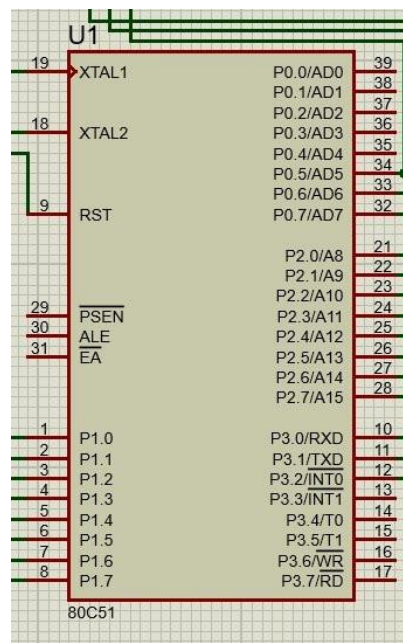 U1
19 XTAL1 P0.0/AD0 39
P0.1/AD1 38
P0.2/AD2 37
18 XTAL2 P0.3/AD3 36
P0.4/AD4 35
P0.5/AD5 34
P0.6/AD6 33
9 RST P0.7/AD7 32
P2.0/A8 21
P2.1/A9 22
P2.2/A10 23
29 PSEN P2.3/A11 24
30 ALE P2.4/A12 25
31 EA P2.5/A13 26
P2.6/A14 27
P2.7/A15 28
1 P1.0 P3.0/RXD 10
2 P1.1 P3.1/TXD 11
3 P1.2 P3.2/INT0 12
4 P1.3 P3.3/INT1 13
5 P1.4 P3.4/T0 14
6 P1.5 P3.5/T1 15
7 P1.6 P3.6/WR 16
8 P1.7 P3.7/RD 17
80C51